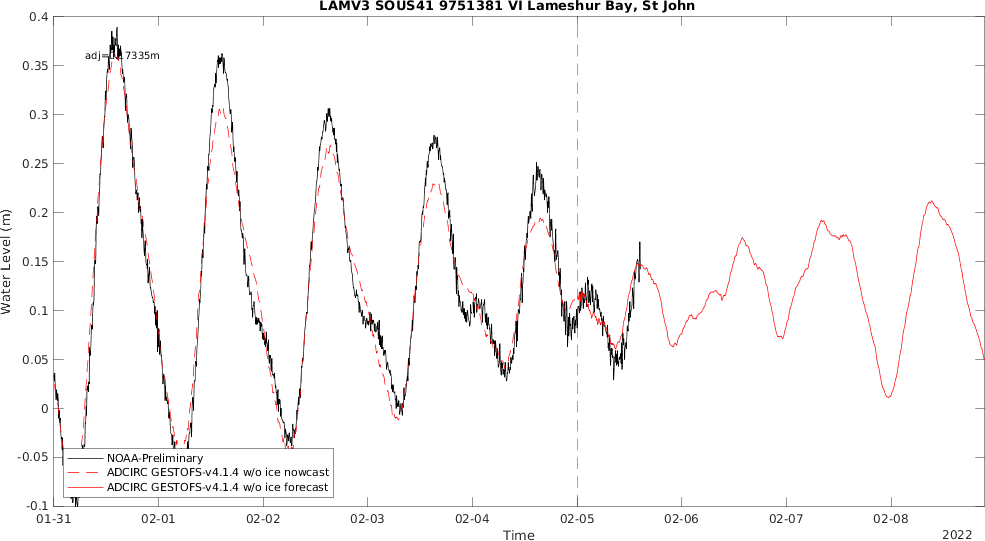 LAMV3 SOUS41 9751381 VI Lameshur Bay, St John
0.4
0.35
0.3
0.25
0.2
0.15
0.1
0.05
0
-0.05
-0.1
Water Level (m)
NOAA-Preliminary
ADCIRC GESTOFS-v4.1.4 w/o ice nowcast
ADCIRC GESTOFS-v4.1.4 w/o ice forecast
01-31 02-01 02-02 02-03 02-04 02-05 02-06 02-07 02-08
Time
2022